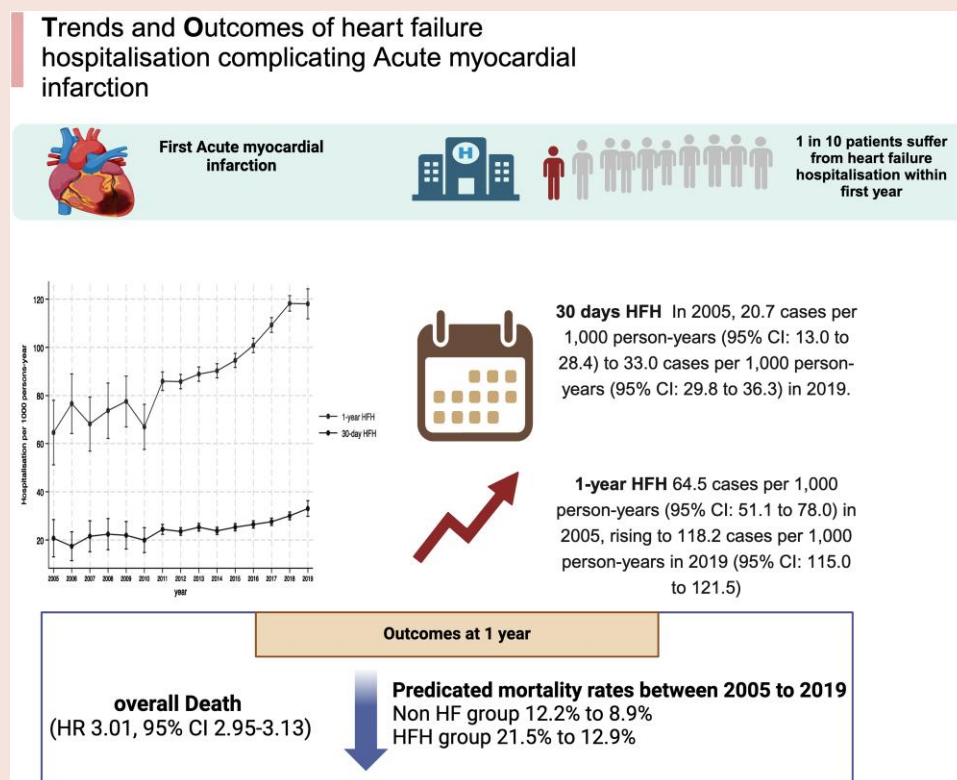 Trends and Outcomes of heart failure
hospitalisation complicating Acute myocardial
infarction
First Acute myocardial
infarction
H
1 in 10 patients suffer
from heart failure
hospitalisation within
first year
Hospitalisation per 1000 persons-year
120
100
80
60
40
20
2005 2006 2007 2008 2009 2010 2011 2012 2013 2014 2015 2016 2017 2018 2019
year
1-year HFH
30-day HFH
30 days HFH In 2005, 20.7 cases per
1,000 person-years (95% CI: 13.0 to
28.4) to 33.0 cases per 1,000 person-
years (95% CI: 29.8 to 36.3) in 2019.
1-year HFH 64.5 cases per 1,000
person-years (95% CI: 51.1 to 78.0) in
2005, rising to 118.2 cases per 1,000
person-years in 2019 (95% CI: 115.0
to 121.5)
Outcomes at 1 year
overall Death
(HR 3.01, 95% CI 2.95-3.13)
Predicated mortality rates between 2005 to 2019
Non HF group 12.2% to 8.9%
HFH group 21.5% to 12.9%